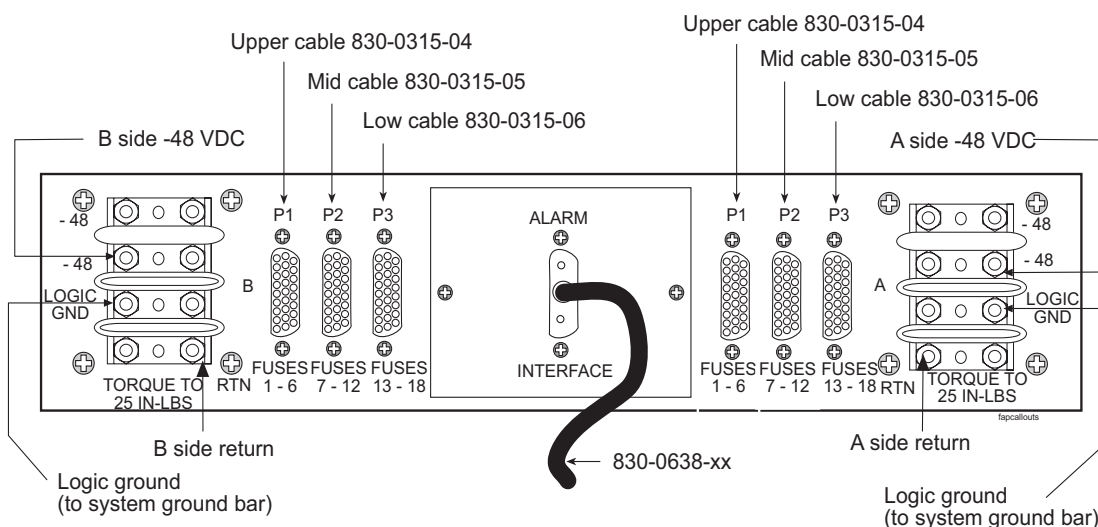 Upper cable 830-0315-04
Mid cable 830-0315-05
Low cable 830-0315-06
B side -48 VDC
Upper cable 830-0315-04
Mid cable 830-0315-05
Low cable 830-0315-06
A side -48 VDC
- 48
- 48
LOGIC
GND
B
P1
P2
P3
ALARM
INTERFACE
P1
P2
P3
A
- 48
- 48
LOGIC
GND
TORQUE TO
25 IN-LBS
RTN
FUSES
1 - 6
FUSES
7 - 12
FUSES
13 - 18
FUSES
1 - 6
FUSES
7 - 12
FUSES
13 - 18
RTN
TORQUE TO
25 IN-LBS
fapcallouts
B side return
830-0638-xx
A side return
Logic ground
(to system ground bar)
Logic ground
(to system ground bar)